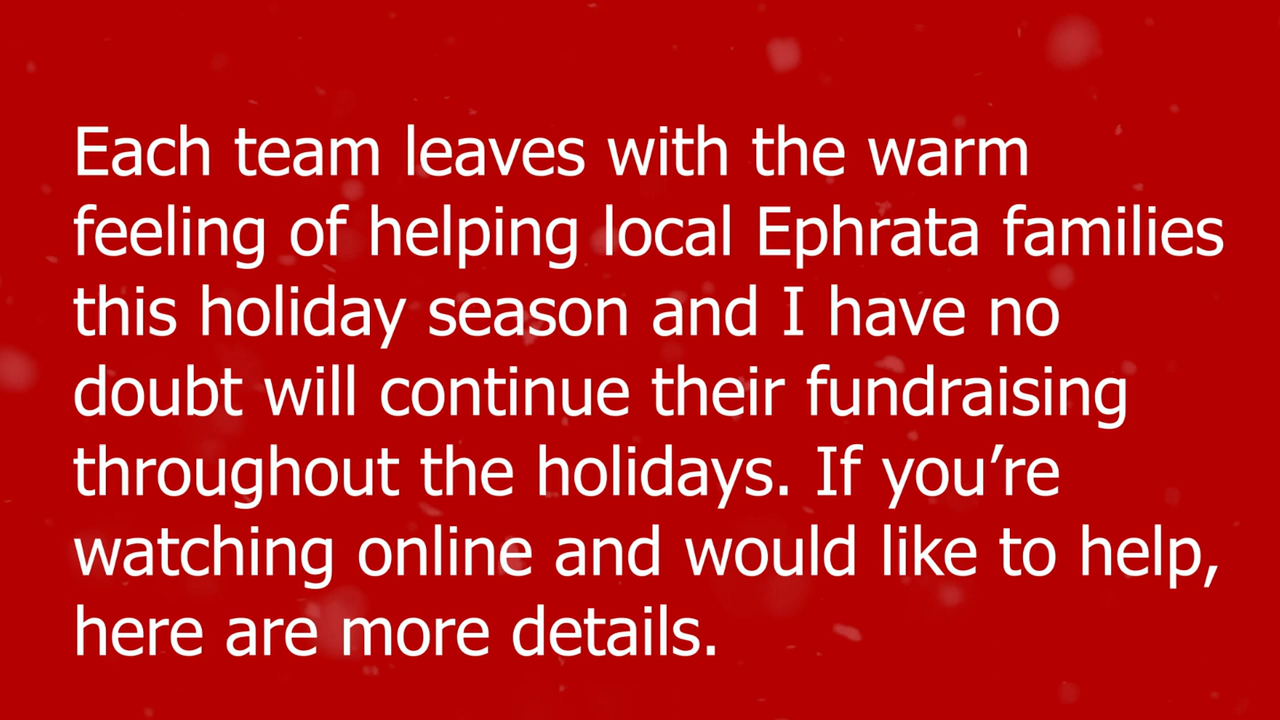 Each team leaves with the warm
feeling of helping local Ephrata families
this holiday season and I have no
doubt will continue their fundraising
throughout the holidays. If you’re
watching online and would like to help,
here are more details.